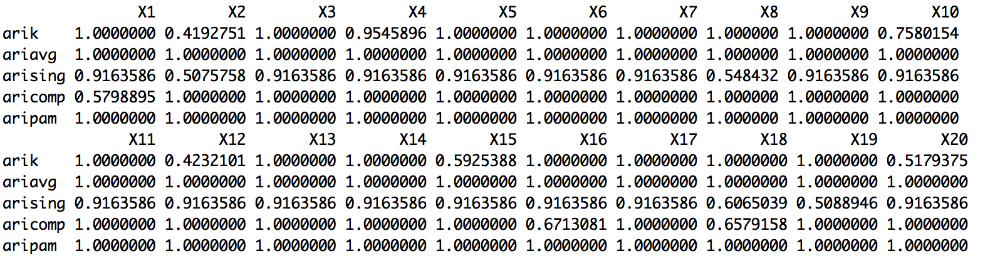 X1 X2 X3 X4 X5 X6 X7 X8 X9 X10
arik 1.0000000 0.4192751 1.0000000 0.9545896 1.0000000 1.0000000 1.0000000 1.000000 1.0000000 0.7580154
ariavg 1.0000000 1.0000000 1.0000000 1.0000000 1.0000000 1.0000000 1.0000000 1.000000 1.0000000 1.0000000
arising 0.9163586 0.5075758 0.9163586 0.9163586 0.9163586 0.9163586 0.9163586 0.548432 0.9163586 0.9163586
aricomp 0.5798895 1.0000000 1.0000000 1.0000000 1.0000000 1.0000000 1.0000000 1.000000 1.0000000 1.0000000
aripam 1.0000000 1.0000000 1.0000000 1.0000000 1.0000000 1.0000000 1.0000000 1.000000 1.0000000 1.0000000
X11 X12 X13 X14 X15 X16 X17 X18 X19 X20
arik 1.0000000 0.4232101 1.0000000 1.0000000 0.5925388 1.0000000 1.0000000 1.0000000 1.0000000 0.5179375
ariavg 1.0000000 1.0000000 1.0000000 1.0000000 1.0000000 1.0000000 1.0000000 1.0000000 1.0000000 1.0000000
arising 0.9163586 0.9163586 0.9163586 0.9163586 0.9163586 0.9163586 0.9163586 0.6065039 0.5088946 0.9163586
aricomp 1.0000000 1.0000000 1.0000000 1.0000000 1.0000000 0.6713081 1.0000000 0.6579158 1.0000000 1.0000000
aripam 1.0000000 1.0000000 1.0000000 1.0000000 1.0000000 1.0000000 1.0000000 1.0000000 1.0000000 1.0000000